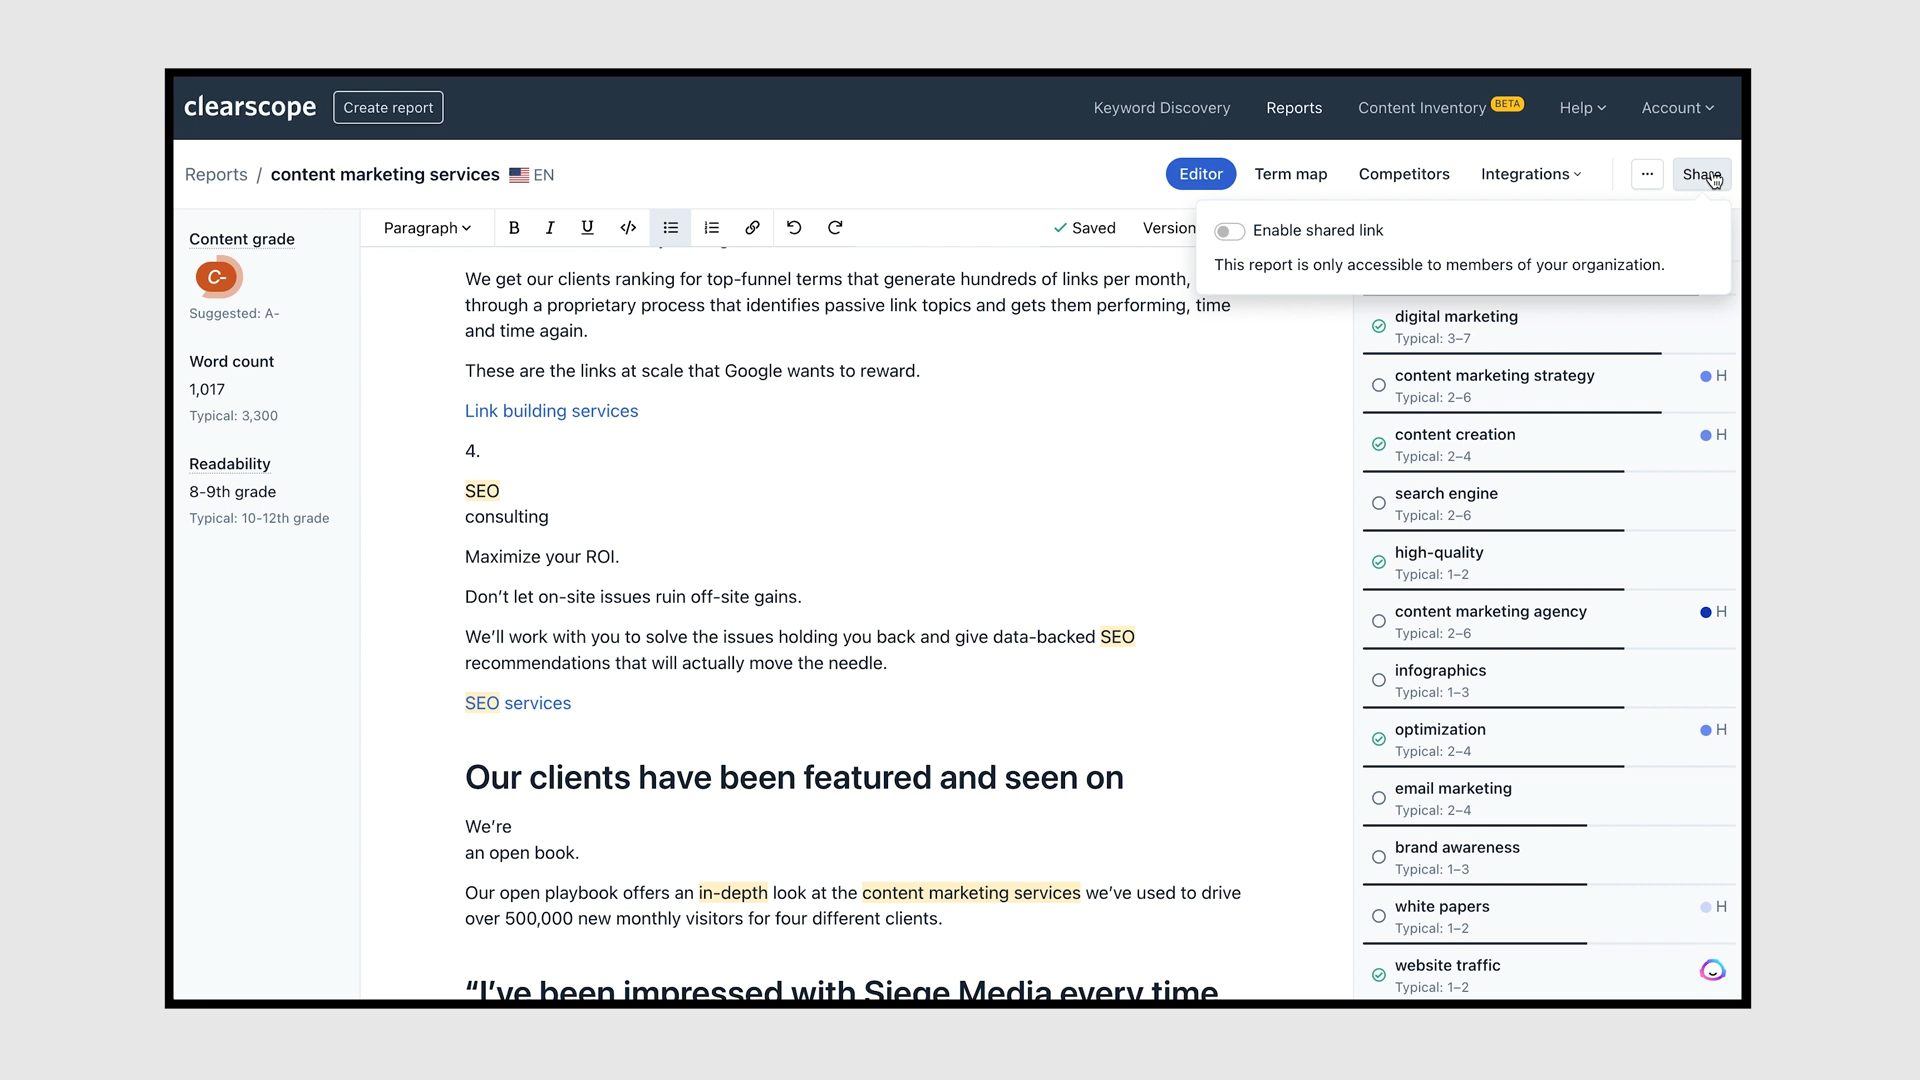 clearscope
Create report
Keyword Discovery
Reports
Content Inventory BETA
Help
Account
Reports / content marketing services EN
Editor
Term map
Competitors
Integrations
...
Share
Enable shared link
This report is only accessible to members of your organization.
Content grade
C-
Suggested: A-
Word count
1,017
Typical: 3,300
Readability
8-9th grade
Typical: 10-12th grade
Paragraph
B I U </>
Saved
Version
We get our clients ranking for top-funnel terms that generate hundreds of links per month,
through a proprietary process that identifies passive link topics and gets them performing, time
and time again.
These are the links at scale that Google wants to reward.
Link building services
4.
SEO
consulting
Maximize your ROI.
Don’t let on-site issues ruin off-site gains.
We’ll work with you to solve the issues holding you back and give data-backed SEO
recommendations that will actually move the needle.
SEO services
Our clients have been featured and seen on
We’re
an open book.
Our open playbook offers an in-depth look at the content marketing services we’ve used to drive
over 500,000 new monthly visitors for four different clients.
“I’ve been impressed with Siege Media every time
digital marketing
Typical: 3–7
content marketing strategy H
Typical: 2–6
content creation H
Typical: 2–4
search engine
Typical: 2–6
high-quality
Typical: 1–2
content marketing agency H
Typical: 2–6
infographics
Typical: 1–3
optimization H
Typical: 2–4
email marketing
Typical: 2–4
brand awareness
Typical: 1–3
white papers H
Typical: 1–2
website traffic
Typical: 1–2